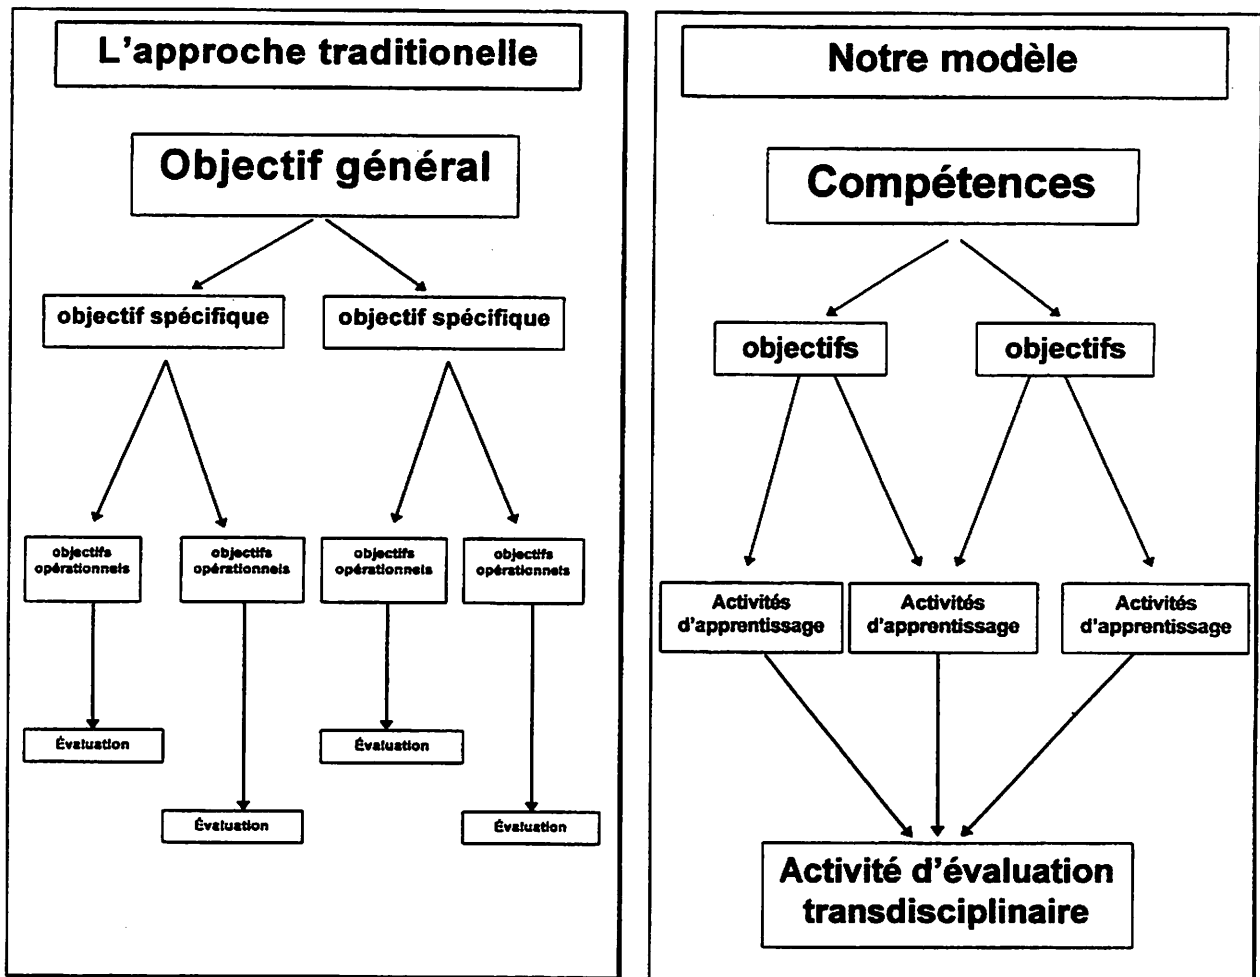 L'approche traditionelle
Objectif général
objectif spécifique
objectif spécifique
objectifs
opérationnels
objectifs
opérationnels
objectifs
opérationnels
objectifs
opérationnels
Évaluation
Évaluation
Évaluation
Évaluation
Notre modèle
Compétences
objectifs
objectifs
Activités
d'apprentissage
Activités
d'apprentissage
Activités
d'apprentissage
Activité d'évaluation
transdisciplinaire